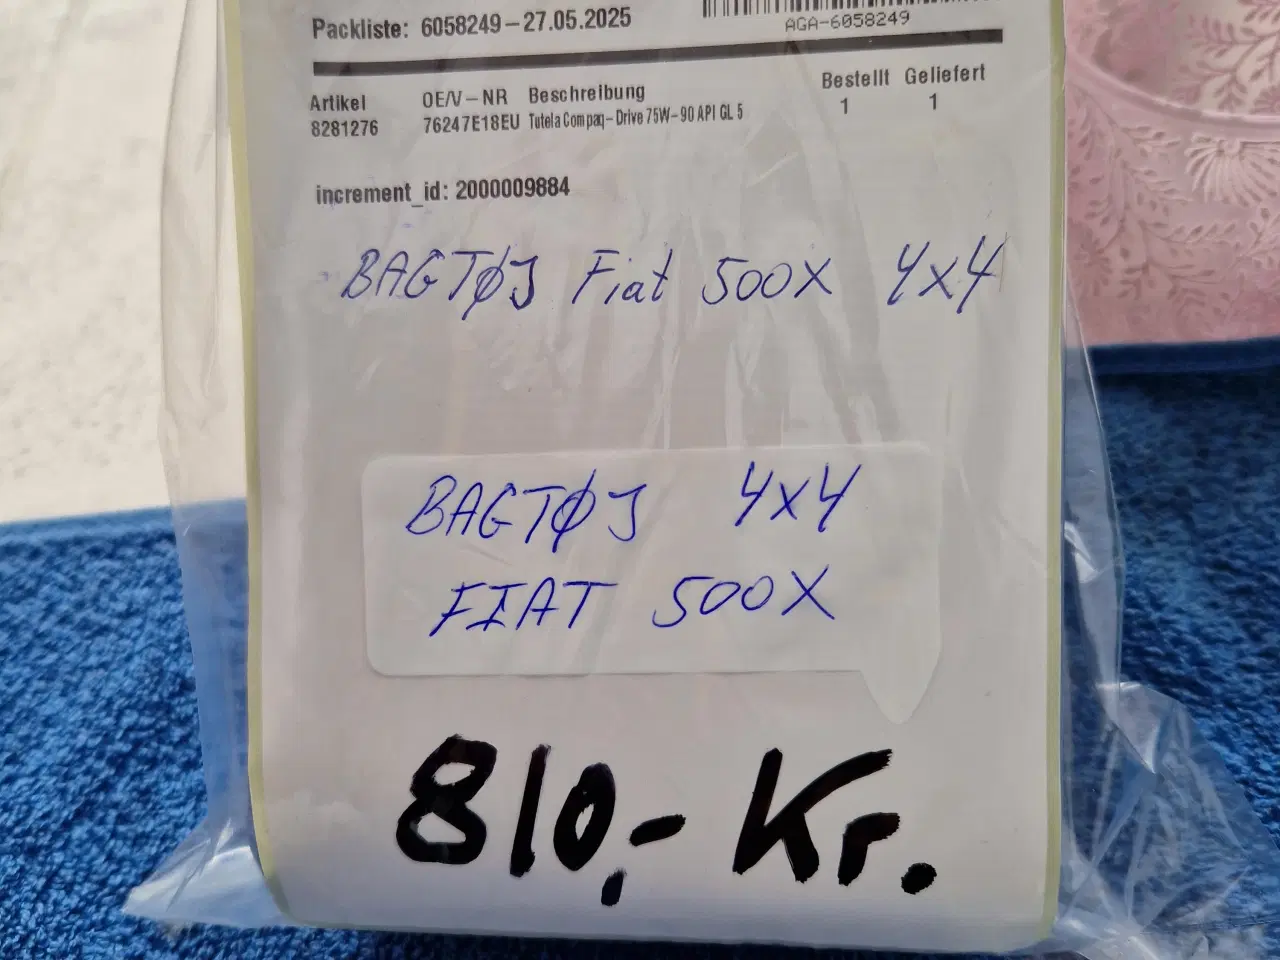 Packliste: 6058249-27.05.2025
AGA-6058249
Artikel OE/V-NR Beschreibung Bestellt Geliefert
8281276 76247E18EU Tutela Compaq-Drive 75W-90 API GL 5 1 1
increment_id: 2000009884
BAGTØJ Fiat 500X 4x4
BAGTØJ 4x4
FIAT 500X
810,- Kr.